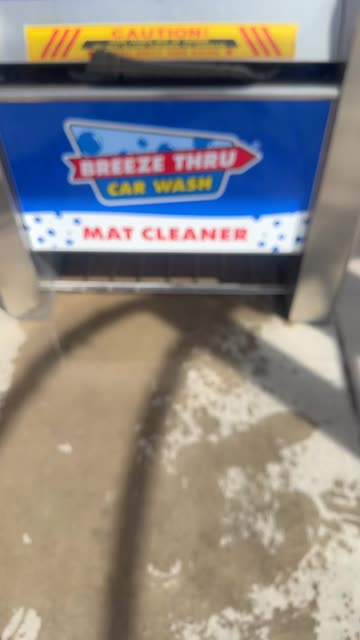 CAUTION!
BREEZE THRU
CAR WASH
MAT CLEANER